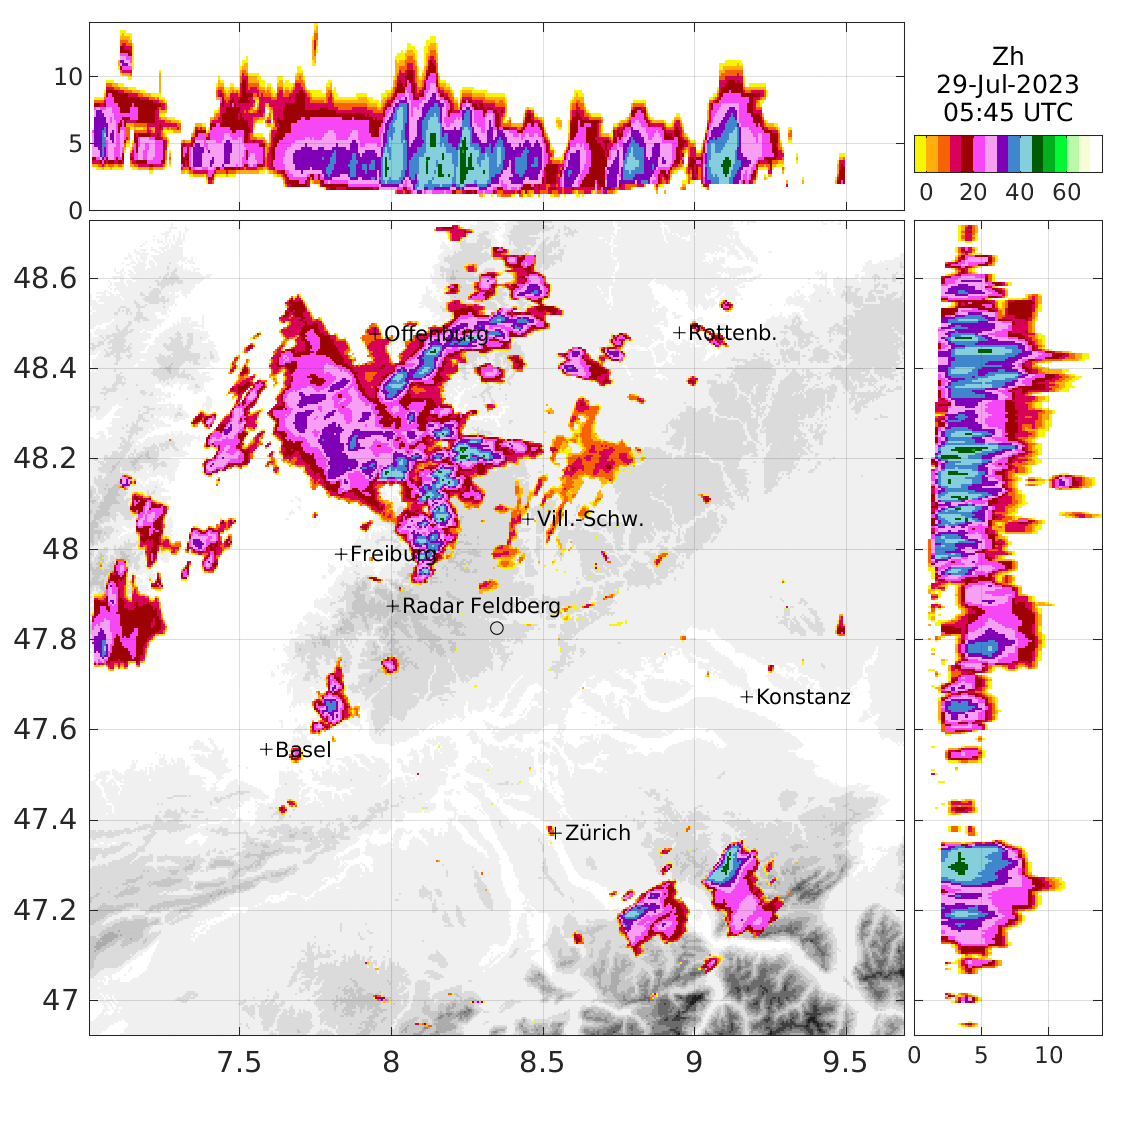 10
5
0
Zh
29-Jul-2023
05:45 UTC
0 20 40 60
48.6
48.4
48.2
48
47.8
47.6
47.4
47.2
47
Offenburg
Rottenb.
Vill.-Schw.
Freiburg
Radar Feldberg
Konstanz
Basel
Zürich
7.5 8 8.5 9 9.5
0 5 10